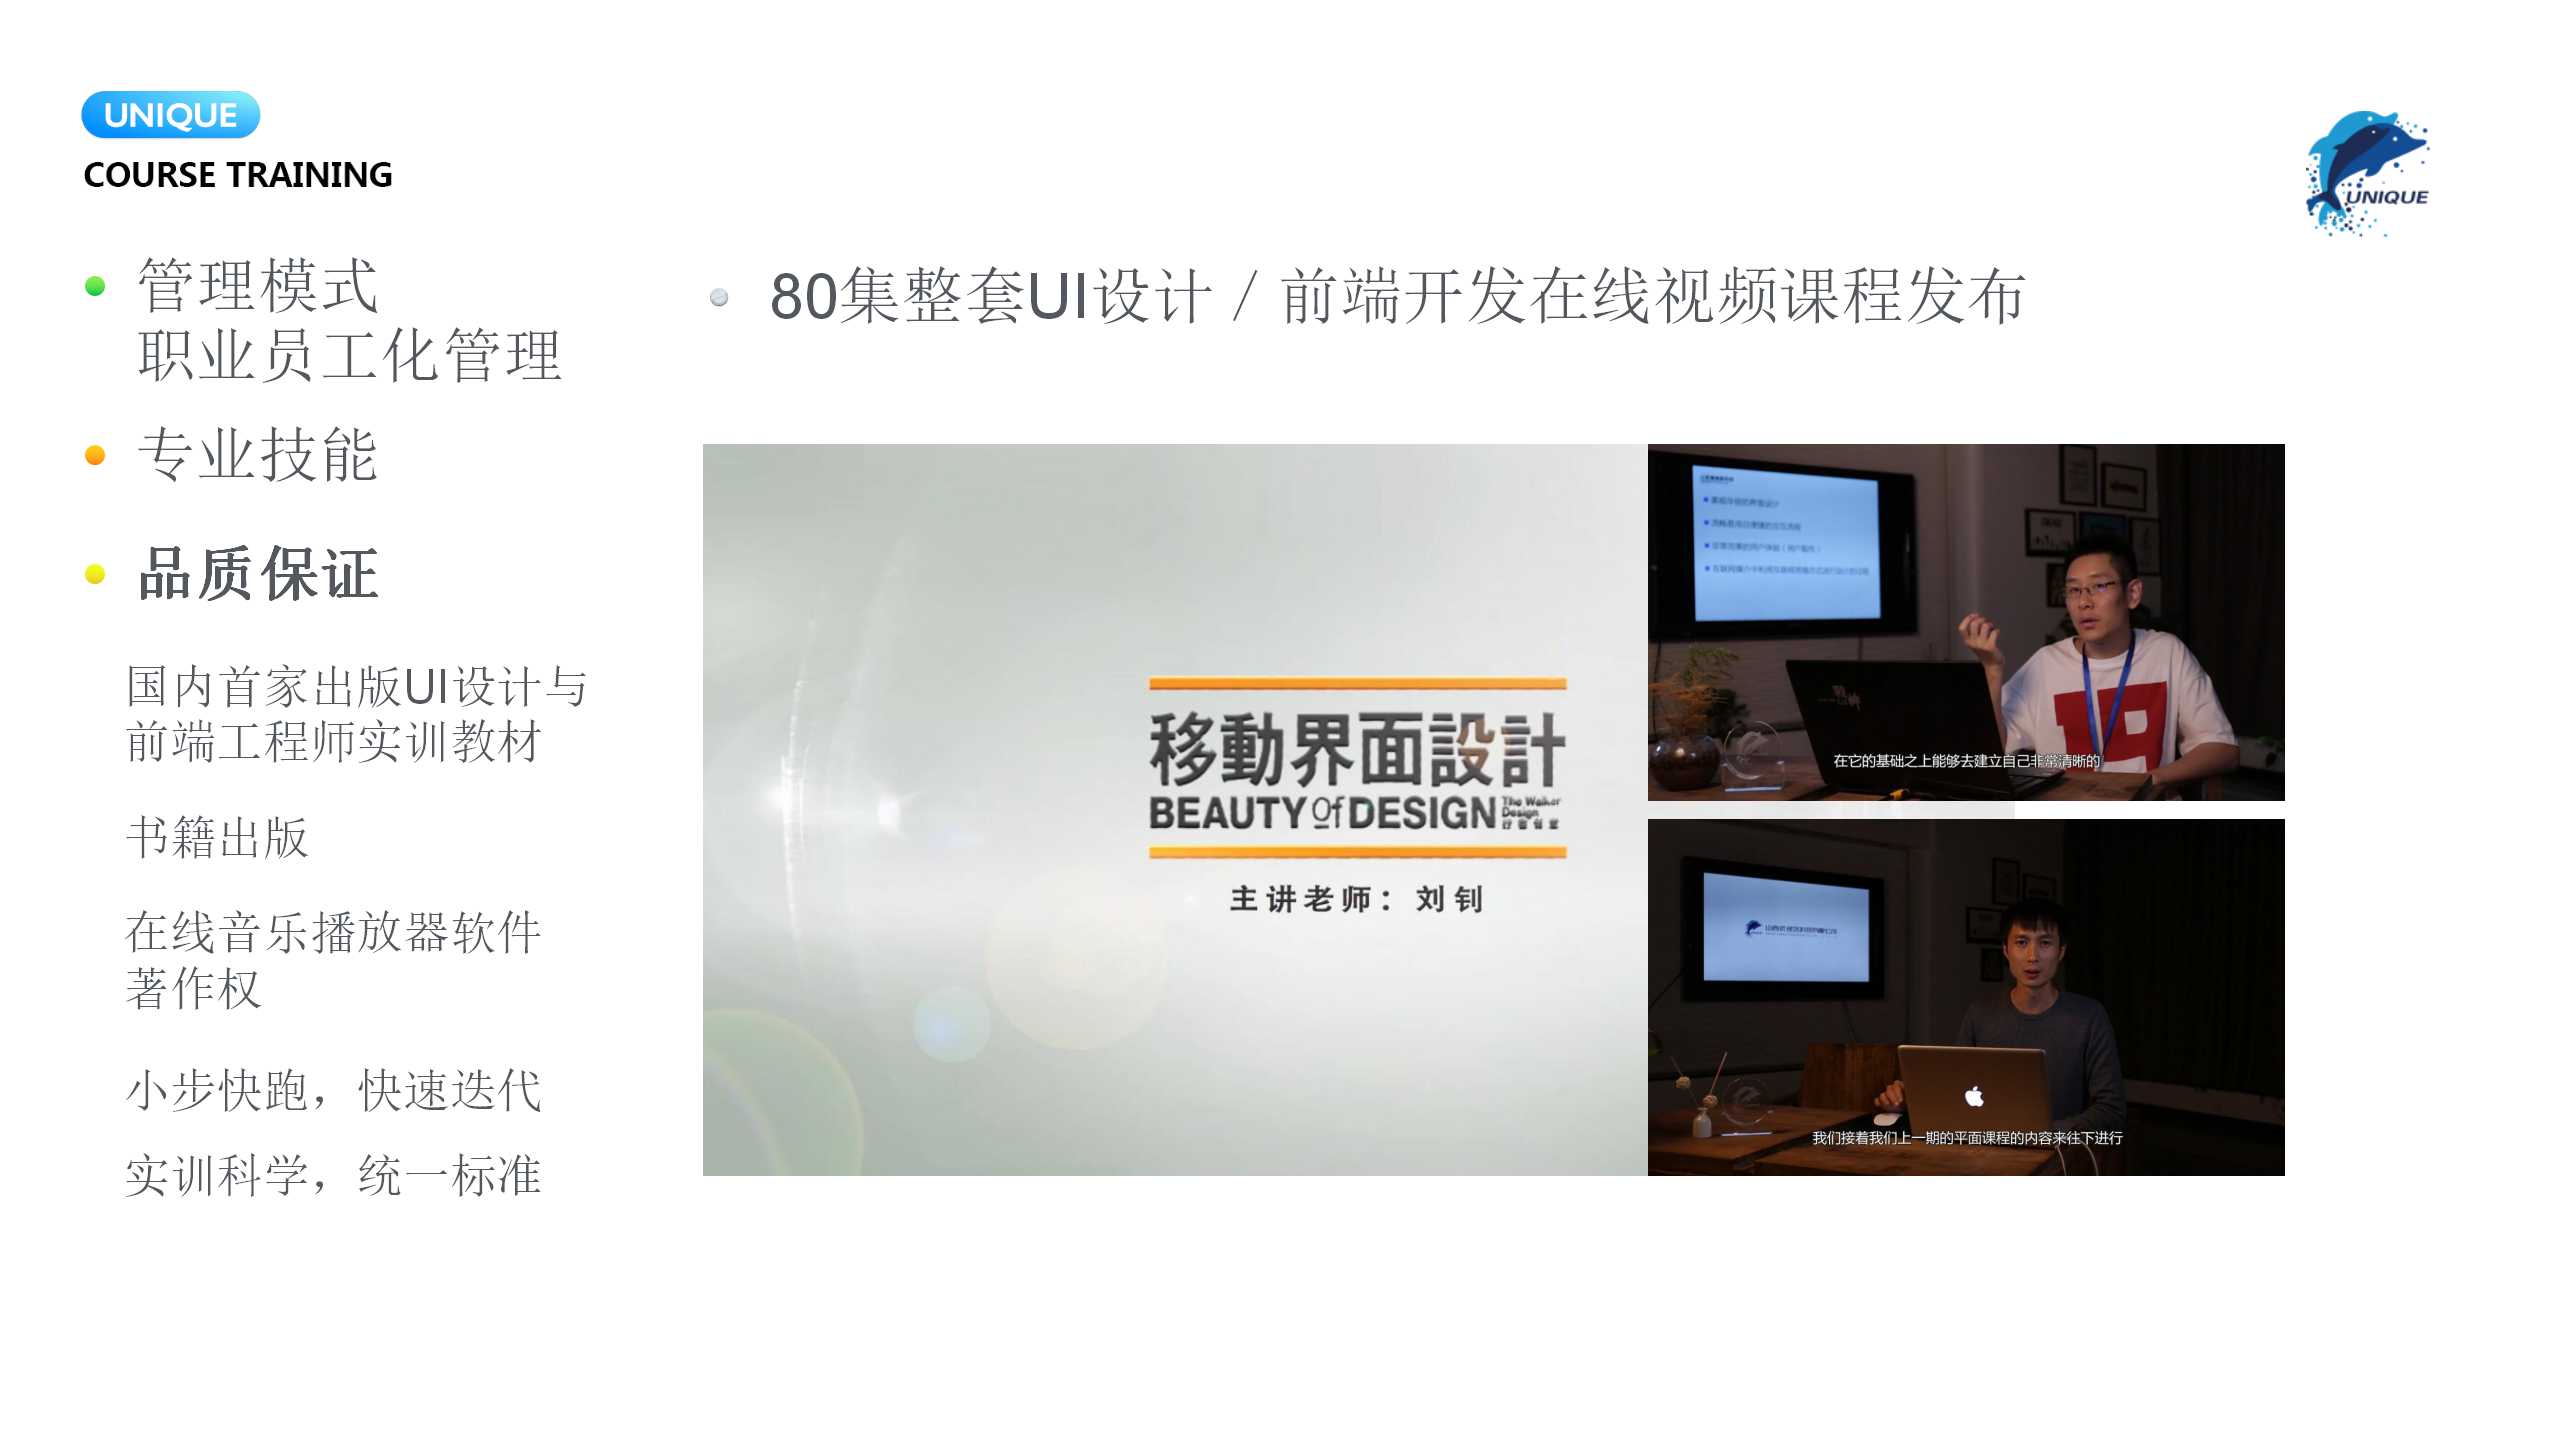 UNIQUE
COURSE TRAINING
UNIQUE
管理模式
职业员工化管理
专业技能
品质保证
国内首家出版UI设计与
前端工程师实训教材
书籍出版
在线音乐播放器软件
著作权
小步快跑，快速迭代
实训科学，统一标准
80集整套UI设计 / 前端开发在线视频课程发布
移動界面設計
BEAUTY Of DESIGN
The Walker
Design
主讲老师：刘钊
在它的基础之上能够去建立自己非常清晰的
我们接着我们上一期的平面课程的内容来往下进行